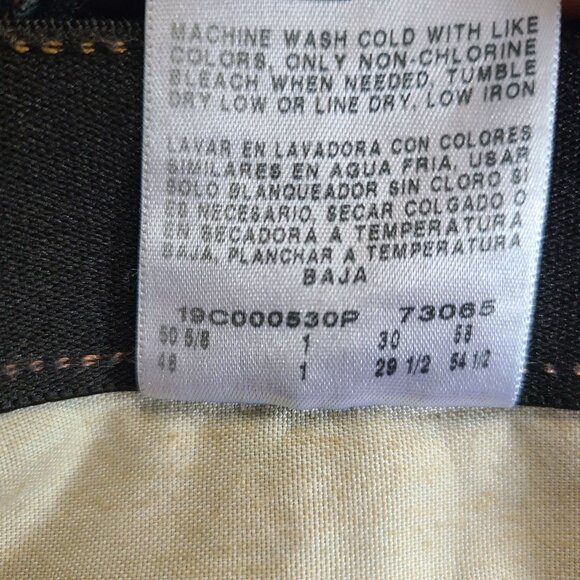 MACHINE WASH COLD WITH LIKE
COLORS, ONLY NON-CHLORINE
BLEACH WHEN NEEDED, TUMBLE
DRY LOW OR LINE DRY, LOW IRON
LAVAR EN LAVADORA CON COLORES
SIMILARES EN AGUA FRIA, USAR
SOLO BLANQUEADOR SIN CLORO SI
ES NECESARIO, SECAR COLGADO O
EN SECADORA A TEMPERATURA
BAJA, PLANCHAR A TEMPERATURA
BAJA
19C000530P 73065
50 5/8 1 30 58
46 1 29 1/2 54 1/2